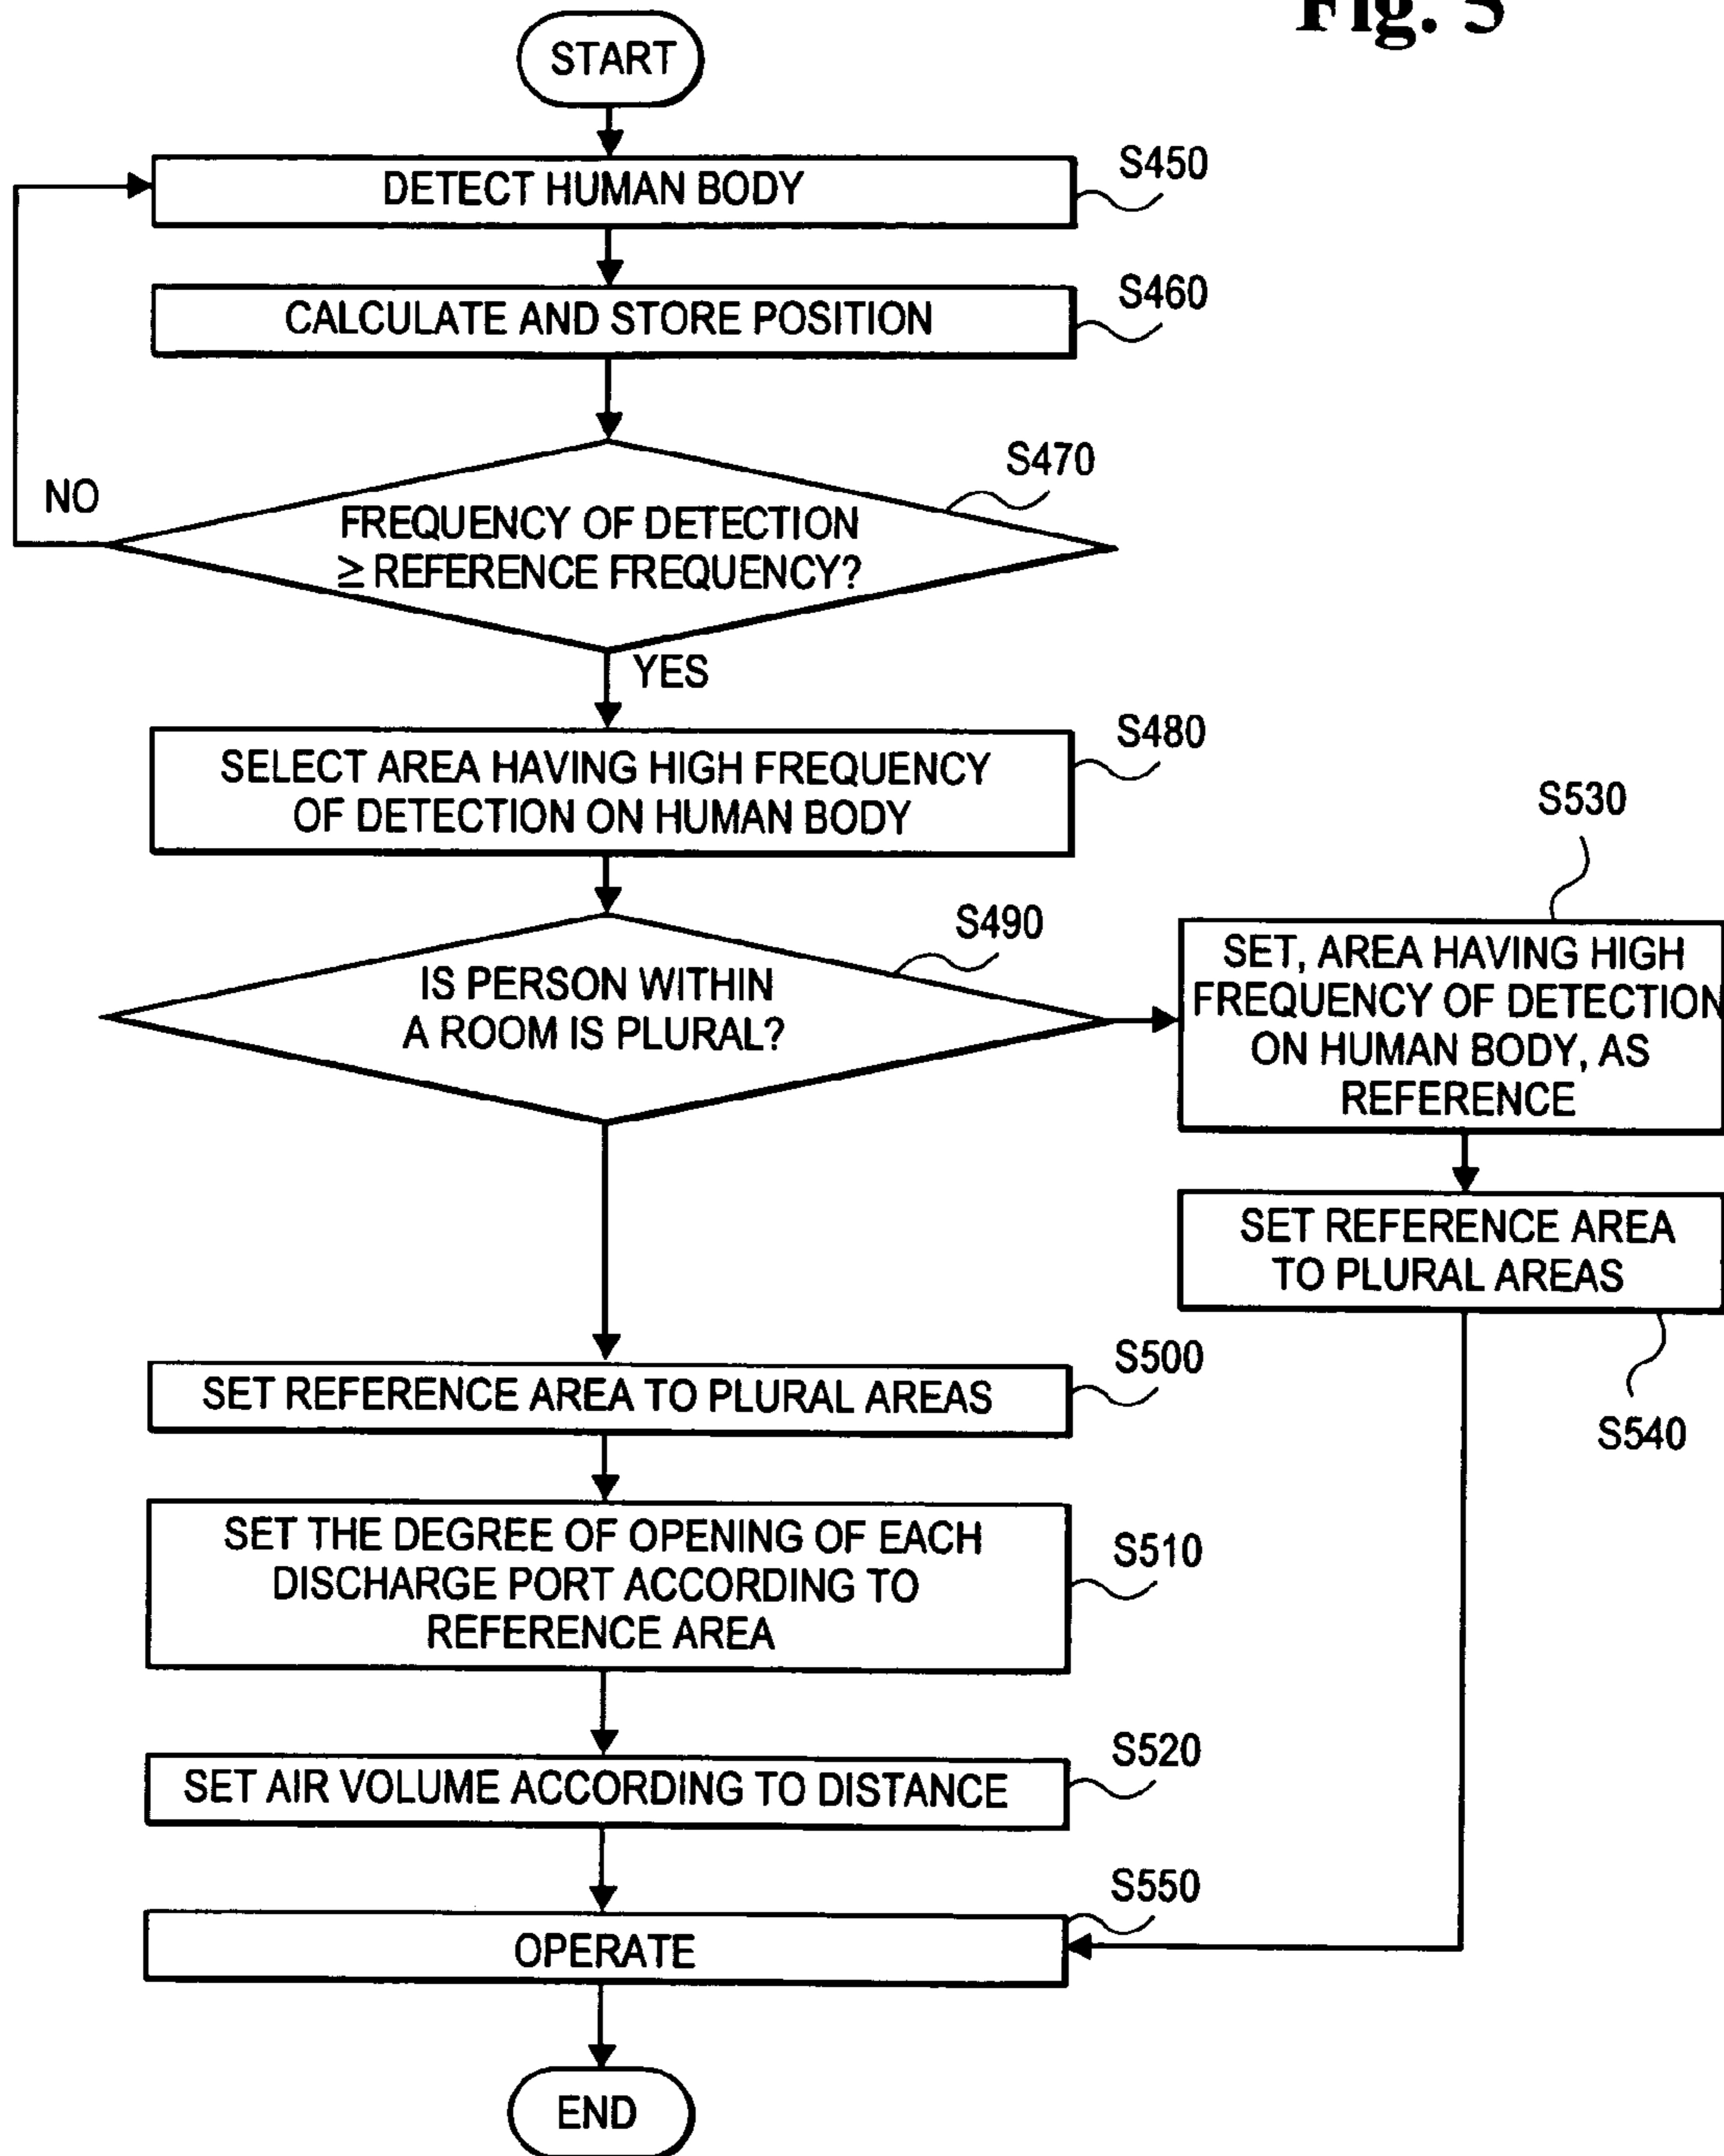 Fig. 5
START
DETECT HUMAN BODY
S450
CALCULATE AND STORE POSITION
S460
FREQUENCY OF DETECTION
≥ REFERENCE FREQUENCY?
S470
NO
YES
SELECT AREA HAVING HIGH FREQUENCY
OF DETECTION ON HUMAN BODY
S480
IS PERSON WITHIN
A ROOM IS PLURAL?
S490
S530
SET, AREA HAVING HIGH
FREQUENCY OF DETECTION
ON HUMAN BODY, AS
REFERENCE
SET REFERENCE AREA
TO PLURAL AREAS
S540
SET REFERENCE AREA TO PLURAL AREAS
S500
SET THE DEGREE OF OPENING OF EACH
DISCHARGE PORT ACCORDING TO
REFERENCE AREA
S510
SET AIR VOLUME ACCORDING TO DISTANCE
S520
OPERATE
S550
END